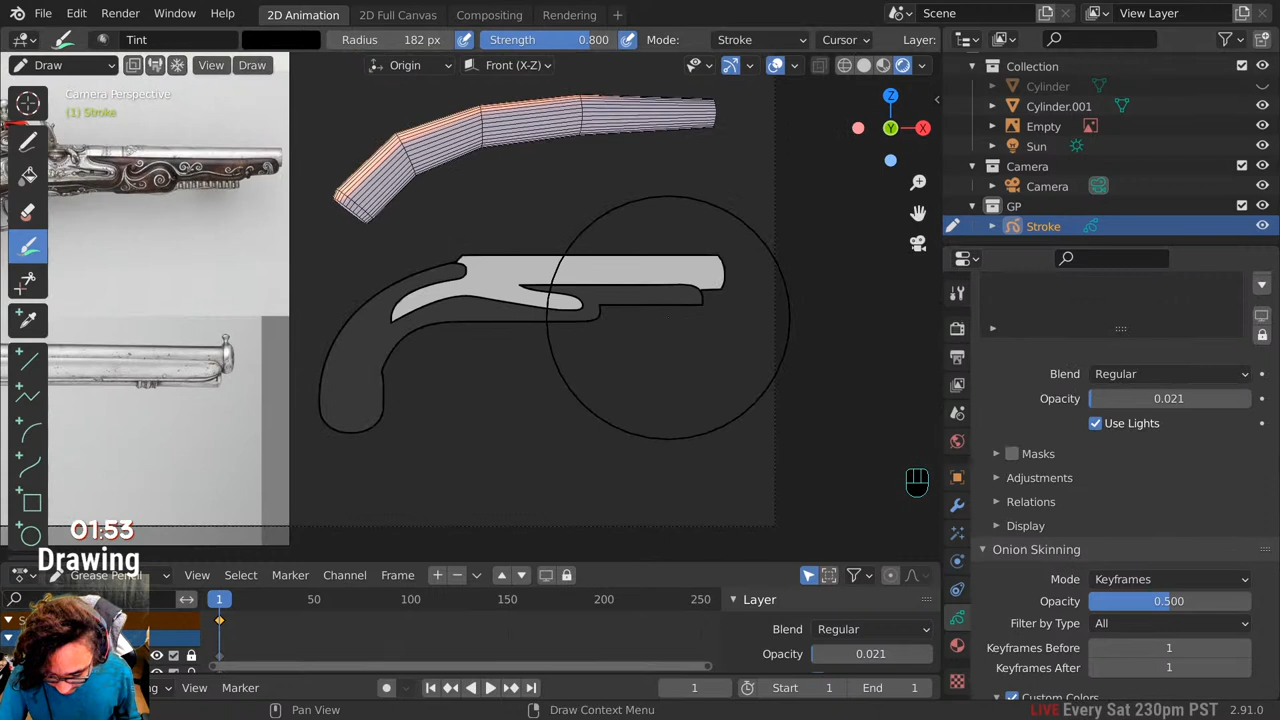 File Edit Render Window Help 2D Animation 2D Full Canvas Compositing Rendering + Scene View Layer
Tint Radius 182 px Strength 0.800 Mode: Stroke Cursor Layer:
Draw View Draw Origin Front (X-Z)
Camera Perspective
(1) Stroke
Z
Y X
Collection
Cylinder
Cylinder.001
Empty
Sun
Camera
Camera
GP
Stroke
Blend Regular
Opacity 0.021
Use Lights
Masks
Adjustments
Relations
Display
Onion Skinning
Mode Keyframes
Opacity 0.500
Filter by Type All
Keyframes Before 1
Keyframes After 1
Custom Colors
01:53
Drawing
Grease Pencil View Select Marker Channel Frame
1 50 100 150 200 250
Layer
Blend Regular
Opacity 0.021
View Marker 1 Start 1 End 1
Pan View Draw Context Menu
LIVE Every Sat 230pm PST 2.91.0